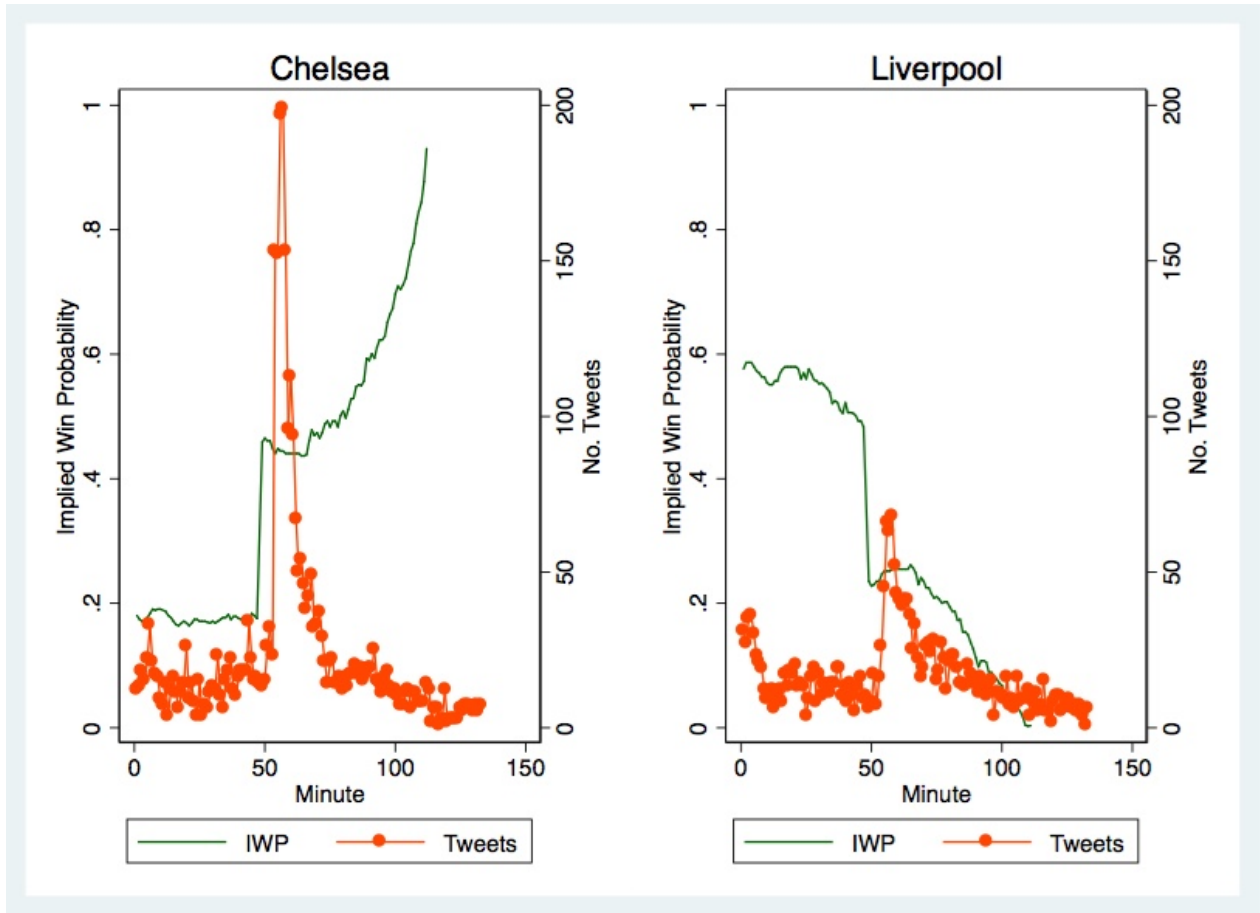 Chelsea
Implied Win Probability
0 .2 .4 .6 .8 1
No. Tweets
0 50 100 150 200
0 50 100 150
Minute
IWP Tweets
Liverpool
Implied Win Probability
0 .2 .4 .6 .8 1
No. Tweets
0 50 100 150 200
0 50 100 150
Minute
IWP Tweets